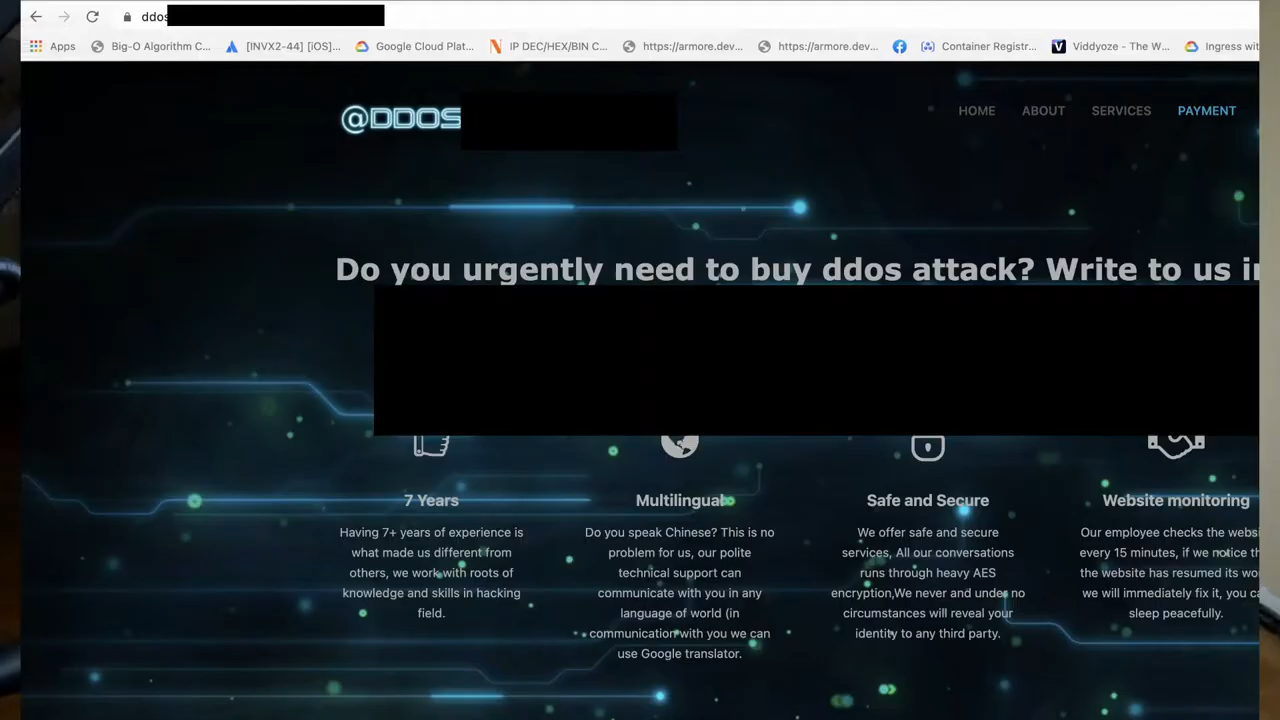 ddos
Apps Big-O Algorithm C... [INVX2-44] [iOS]... Google Cloud Plat... IP DEC/HEX/BIN C... https://armore.dev... https://armore.dev... Container Registr... Viddyoze - The W... Ingress wit
@DDOS
HOME ABOUT SERVICES PAYMENT
Do you urgently need to buy ddos attack? Write to us in
7 Years
Having 7+ years of experience is
what made us different from
others, we work with roots of
knowledge and skills in hacking
field.
Multilingual
Do you speak Chinese? This is no
problem for us, our polite
technical support can
communicate with you in any
language of world (in
communication with you we can
use Google translator.
Safe and Secure
We offer safe and secure
services, All our conversations
runs through heavy AES
encryption,We never and under no
circumstances will reveal your
identity to any third party.
Website monitoring
Our employee checks the websi
every 15 minutes, if we notice th
the website has resumed its wo
we will immediately fix it, you ca
sleep peacefully.